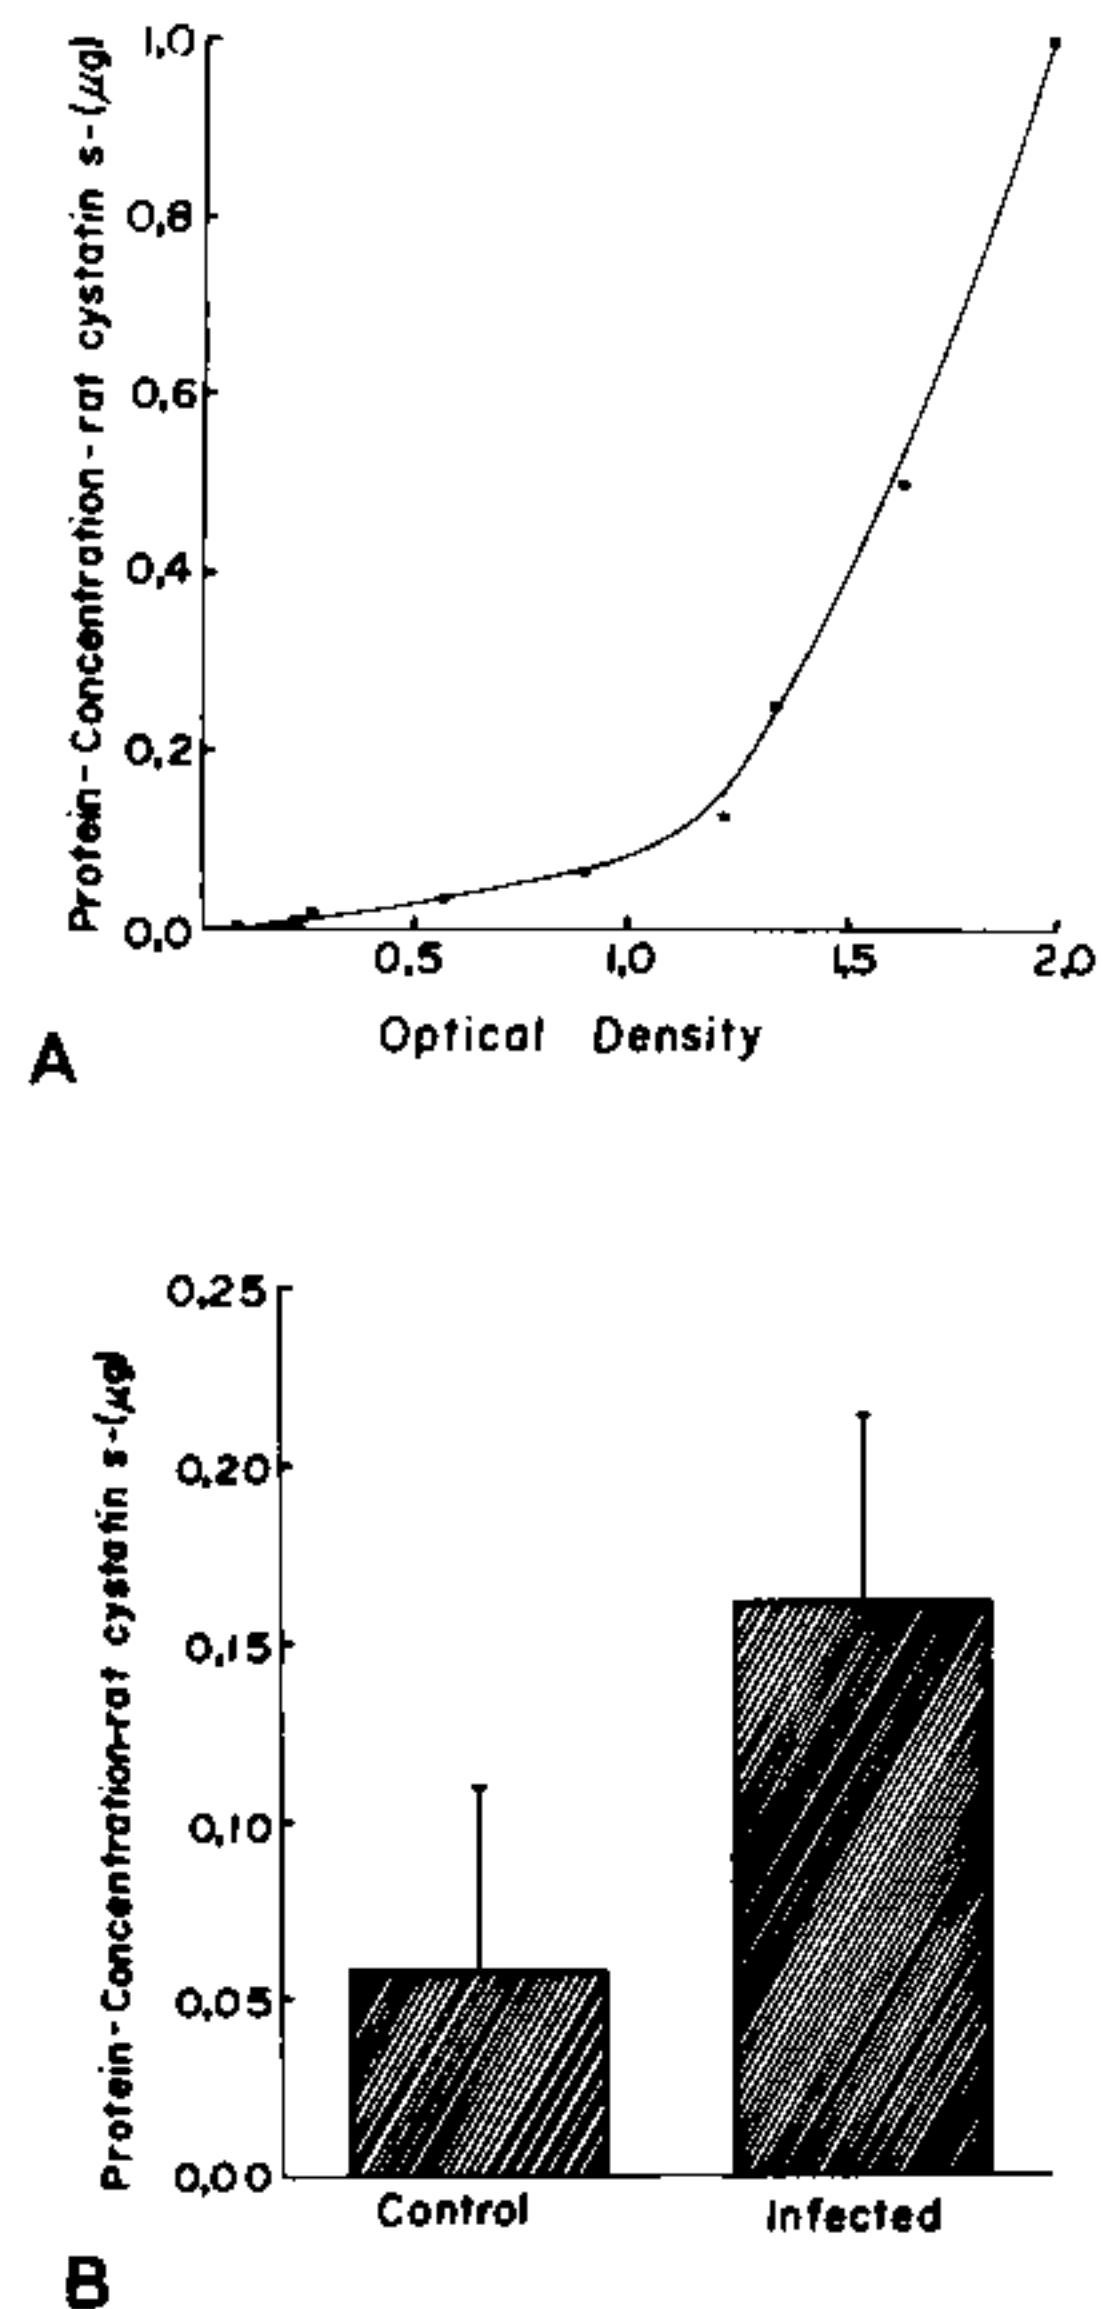 Protein-Concentration-rat cystatin s-(μg)
1.0
0.8
0.6
0.4
0.2
0.0
0.5 1.0 1.5 2.0
Optical Density
A
Protein-Concentration-rat cystatin s-(μg)
0.25
0.20
0.15
0.10
0.05
0.00
Control Infected
B